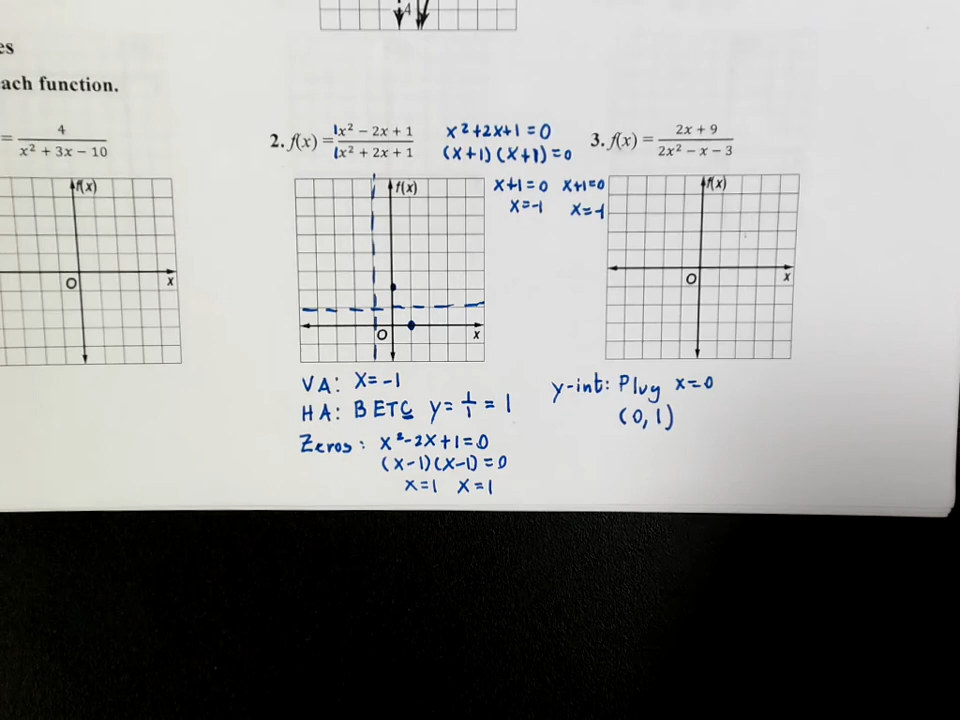 4
es
ach function.
= 4 / x² + 3x − 10
f(x)
O
x
2. f(x) = 1x² − 2x + 1 / 1x² + 2x + 1
x²+2x+1=0
(x+1)(x+1)=0
x+1=0 x+1=0
x=-1 x=-1
f(x)
O
x
3. f(x) = 2x + 9 / 2x² − x − 3
f(x)
O
x
VA: x=-1
HA: BETC y= 1/1 = 1
Zeros: x²-2x+1=0
(x-1)(x-1)=0
x=1 x=1
y-int: Plug x=0
(0,1)